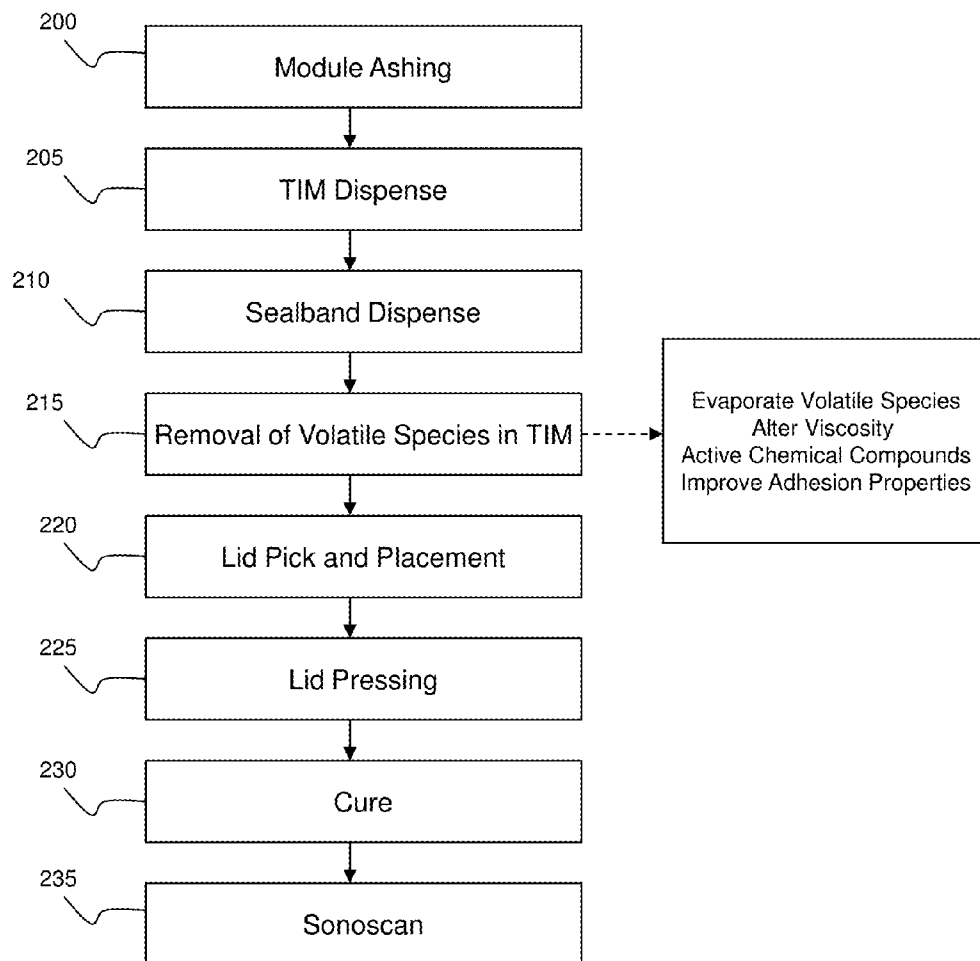 200
Module Ashing
205
TIM Dispense
210
Sealband Dispense
215
Removal of Volatile Species in TIM
Evaporate Volatile Species
Alter Viscosity
Active Chemical Compounds
Improve Adhesion Properties
220
Lid Pick and Placement
225
Lid Pressing
230
Cure
235
Sonoscan